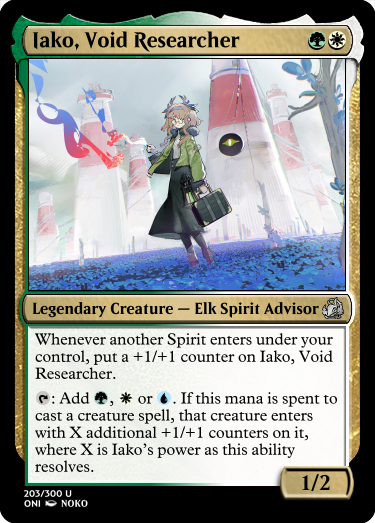 Iako, Void Researcher
Legendary Creature — Elk Spirit Advisor
Whenever another Spirit enters under your
control, put a +1/+1 counter on Iako, Void
Researcher.
: Add , or . If this mana is spent to
cast a creature spell, that creature enters
with X additional +1/+1 counters on it,
where X is Iako's power as this ability
resolves.
1/2
203/300 U
ONI NOKO